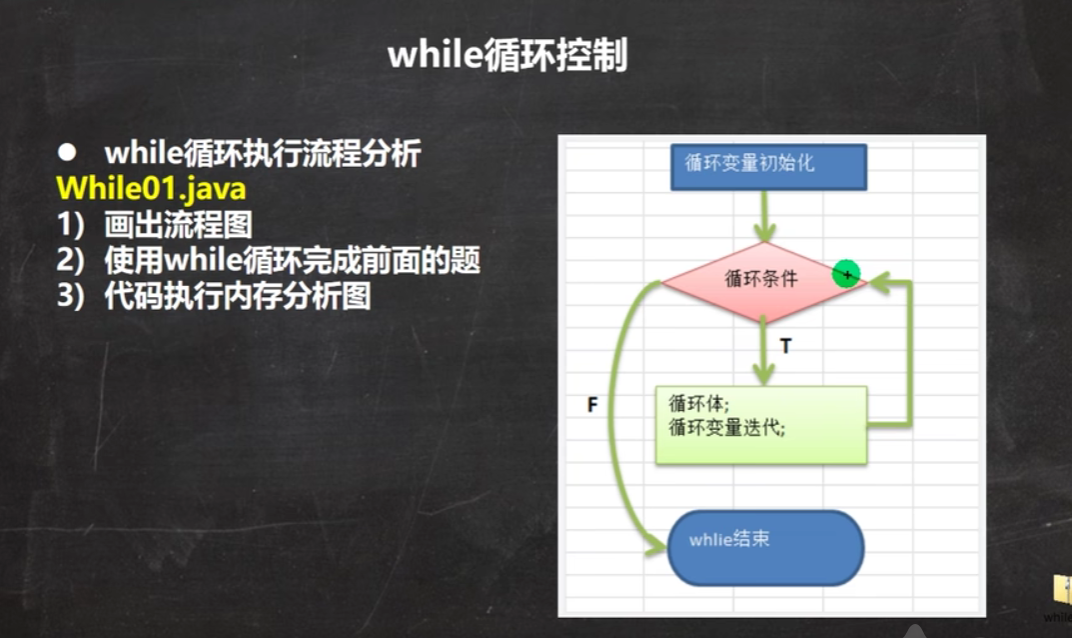 while循环控制
● while循环执行流程分析
While01.java
1) 画出流程图
2) 使用while循环完成前面的题
3) 代码执行内存分析图
循环变量初始化
循环条件
T
F
循环体;
循环变量迭代;
whlie结束
while